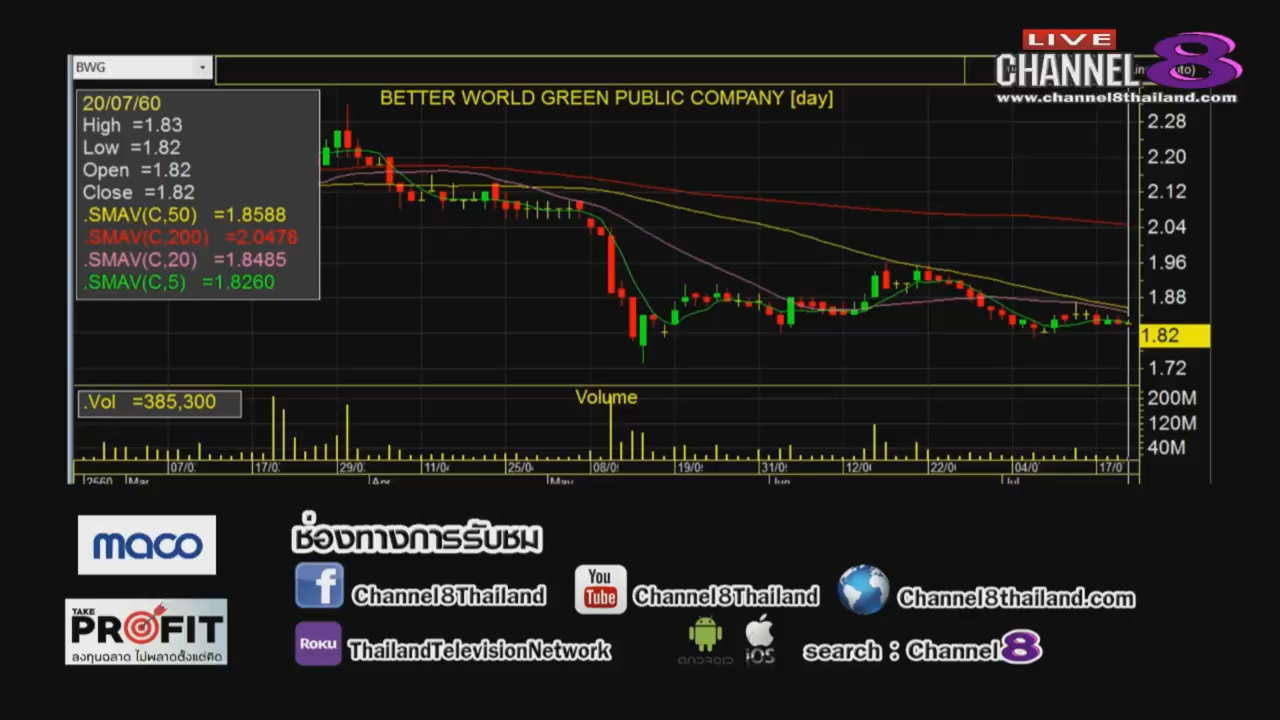 BWG
LIVE
CHANNEL 8
www.channel8thailand.com
BETTER WORLD GREEN PUBLIC COMPANY [day]
20/07/60
High =1.83
Low =1.82
Open =1.82
Close =1.82
.SMAV(C,50) =1.8588
.SMAV(C,200) =2.0478
.SMAV(C,20) =1.8485
.SMAV(C,5) =1.8260
2.28
2.20
2.12
2.04
1.96
1.88
1.82
1.72
.Vol =385,300
Volume
200M
120M
40M
07/0 17/0 29/0 11/0 25/0 08/0 19/0 31/0 12/0 22/0 04/0 17/0
2560 Mar Apr May Jun Jul
maco
ช่องทางการรับชม
f Channel8Thailand
You Tube Channel8Thailand
Channel8thailand.com
TAKE
PROFIT
ลงทุนฉลาด ไม่พลาดตั้งแต่คิด
ROKU ThailandTelevisionNetwork
ANDROID
iOS
search : Channel 8